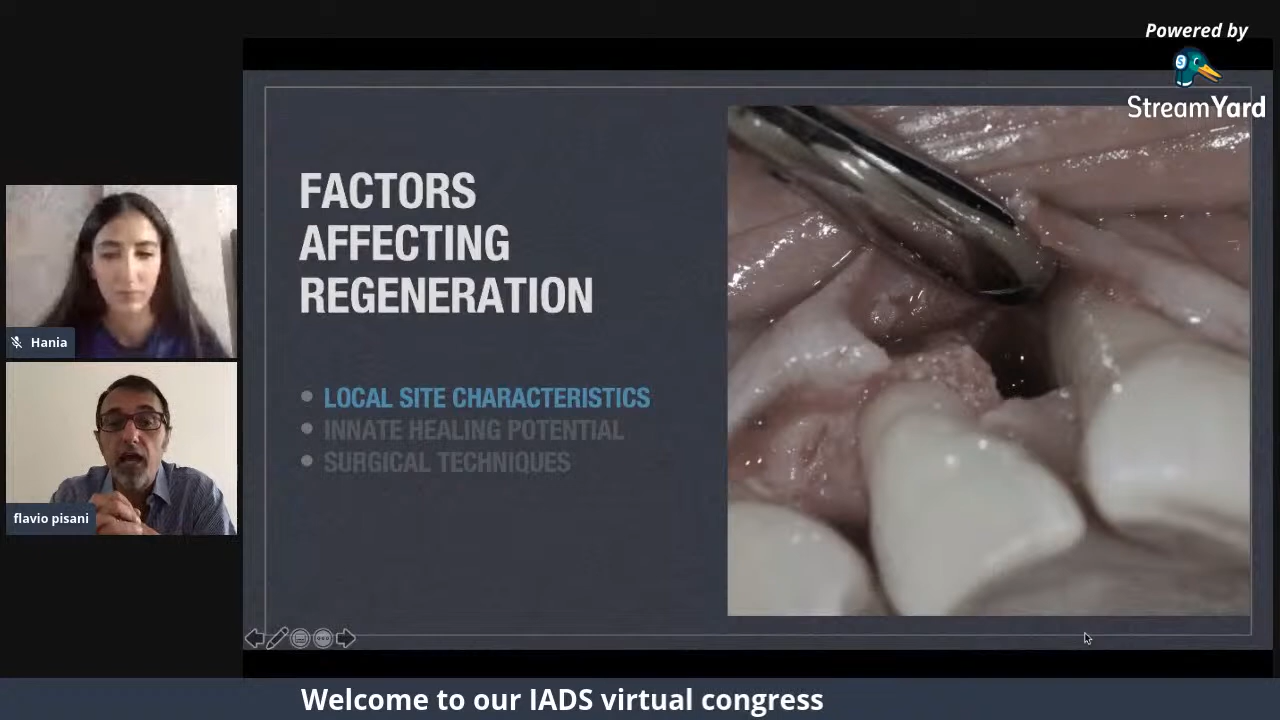 Powered by
StreamYard
FACTORS
AFFECTING
REGENERATION
LOCAL SITE CHARACTERISTICS
INNATE HEALING POTENTIAL
SURGICAL TECHNIQUES
Hania
flavio pisani
Welcome to our IADS virtual congress